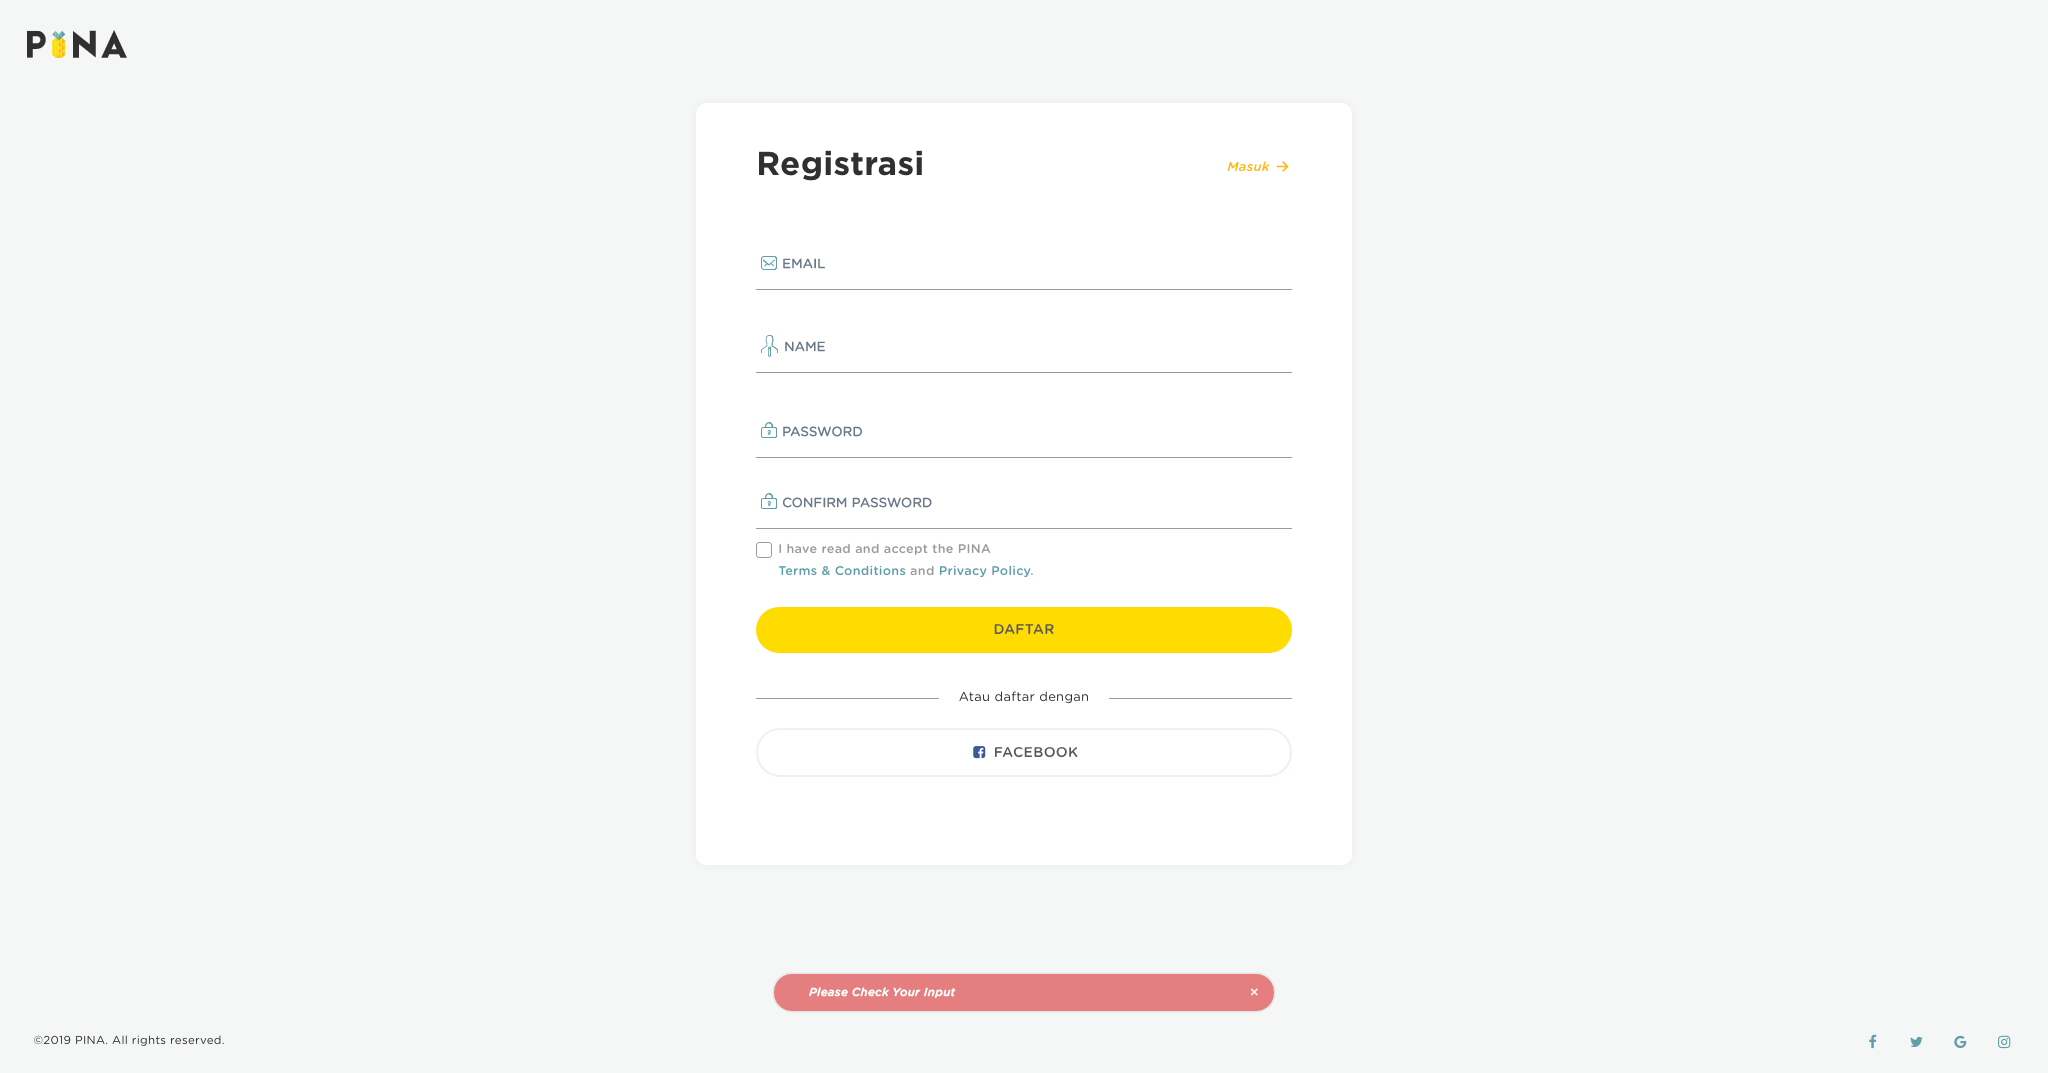 PINA
Registrasi
Masuk →
EMAIL
NAME
PASSWORD
CONFIRM PASSWORD
I have read and accept the PINA
Terms & Conditions and Privacy Policy.
DAFTAR
Atau daftar dengan
FACEBOOK
Please Check Your Input ×
©2019 PINA. All rights reserved.